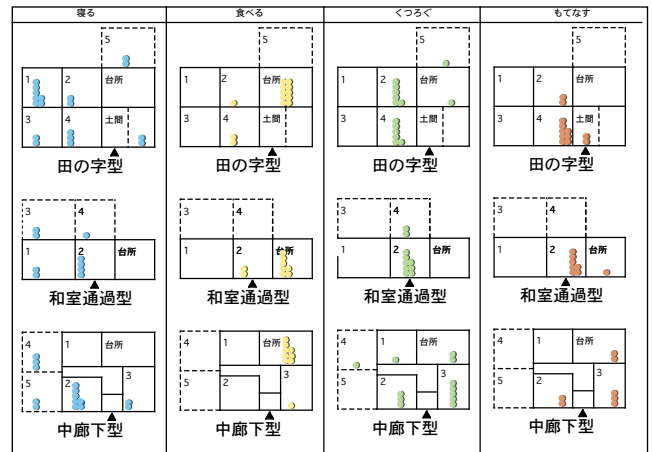 寝る 食べる くつろぐ もてなす
5 5 5 5
1 2 台所 1 2 台所 1 2 台所 1 2 台所
3 4 土間 3 4 土間 3 4 土間 3 4 土間
田の字型 田の字型 田の字型 田の字型
3 4 3 4 3 4 3 4
1 2 台所 1 2 台所 1 2 台所 1 2 台所
和室通過型 和室通過型 和室通過型 和室通過型
4 1 台所 4 1 台所 4 1 台所 4 1 台所
5 2 3 5 2 3 5 2 3 5 2 3
中廊下型 中廊下型 中廊下型 中廊下型